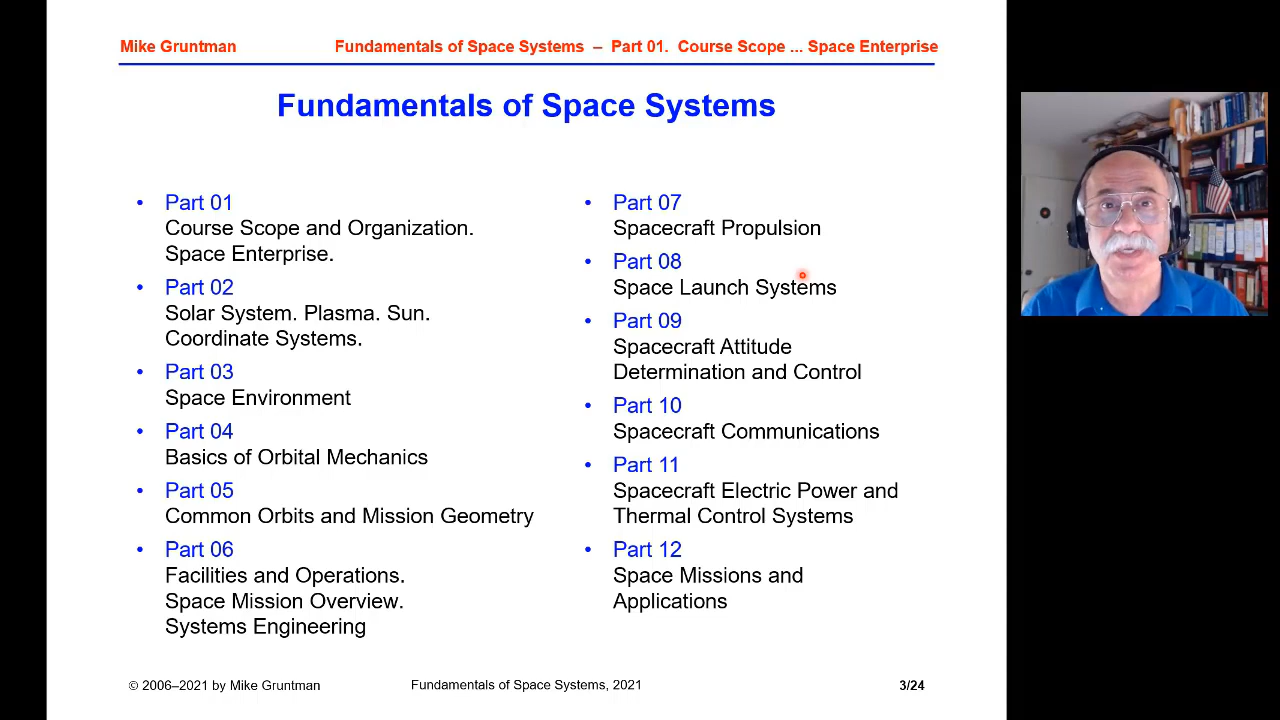 Mike Gruntman
Fundamentals of Space Systems – Part 01. Course Scope ... Space Enterprise
Fundamentals of Space Systems
• Part 01
Course Scope and Organization.
Space Enterprise.
• Part 02
Solar System. Plasma. Sun.
Coordinate Systems.
• Part 03
Space Environment
• Part 04
Basics of Orbital Mechanics
• Part 05
Common Orbits and Mission Geometry
• Part 06
Facilities and Operations.
Space Mission Overview.
Systems Engineering
• Part 07
Spacecraft Propulsion
• Part 08
Space Launch Systems
• Part 09
Spacecraft Attitude
Determination and Control
• Part 10
Spacecraft Communications
• Part 11
Spacecraft Electric Power and
Thermal Control Systems
• Part 12
Space Missions and
Applications
© 2006–2021 by Mike Gruntman
Fundamentals of Space Systems, 2021
3/24